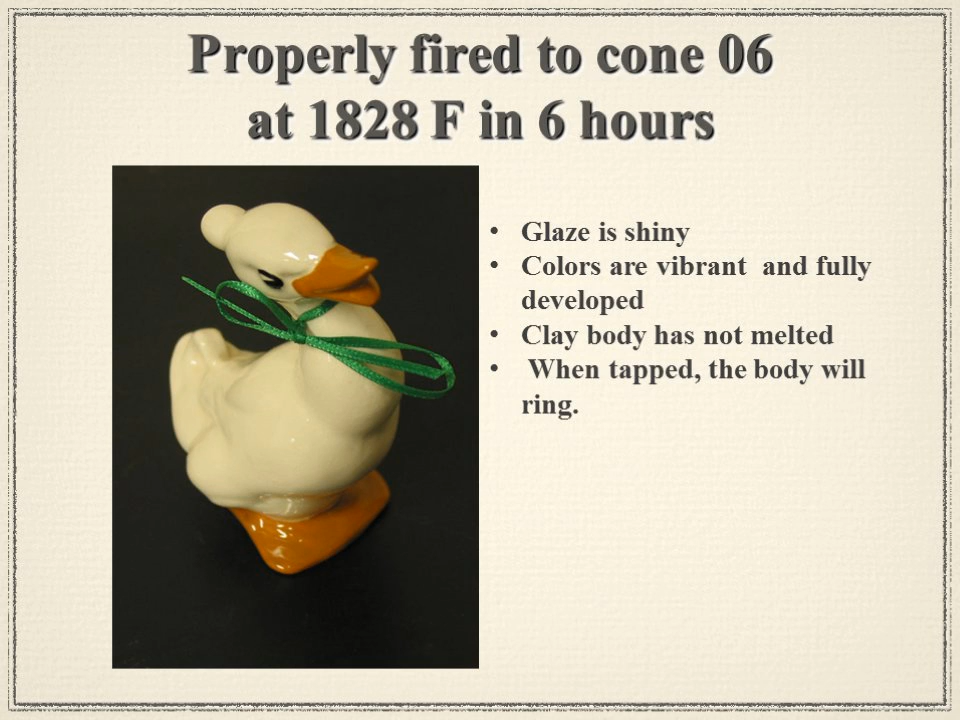 Properly fired to cone 06
at 1828 F in 6 hours
• Glaze is shiny
• Colors are vibrant and fully
developed
• Clay body has not melted
• When tapped, the body will
ring.